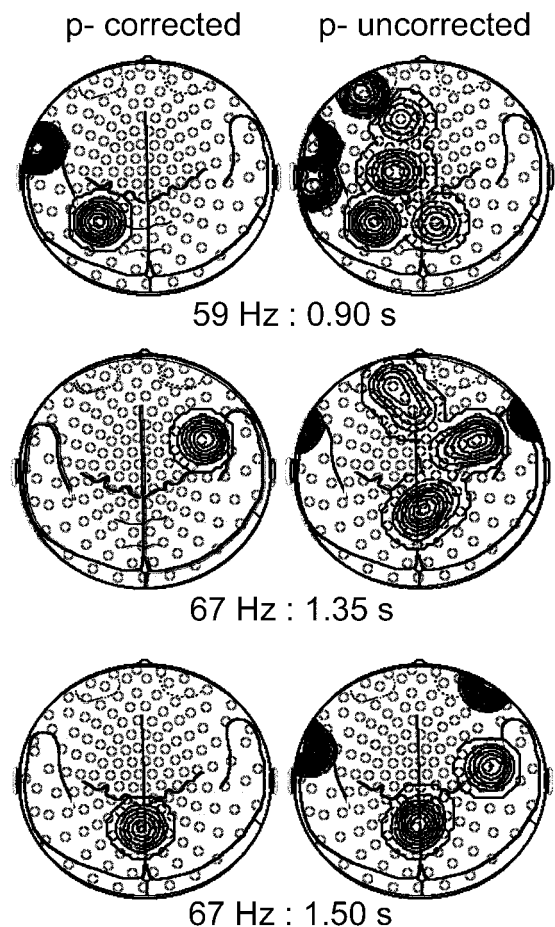 p- corrected p- uncorrected
59 Hz : 0.90 s
67 Hz : 1.35 s
67 Hz : 1.50 s